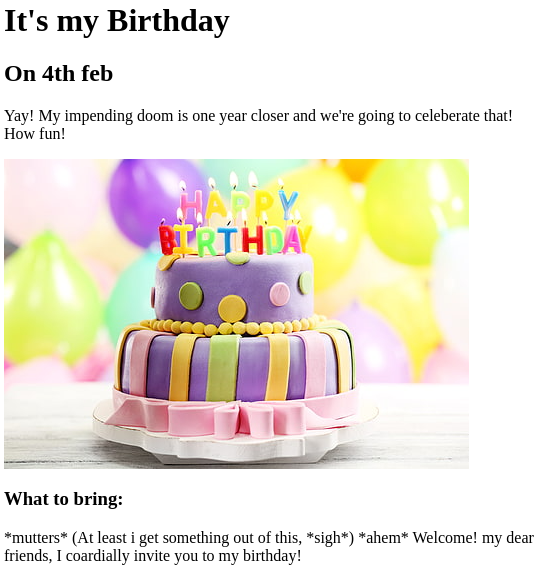 It's my Birthday
On 4th feb
Yay! My impending doom is one year closer and we're going to celeberate that!
How fun!
HAPPY
BIRTHDAY
What to bring:
*mutters* (At least i get something out of this, *sigh*) *ahem* Welcome! my dear
friends, I coardially invite you to my birthday!